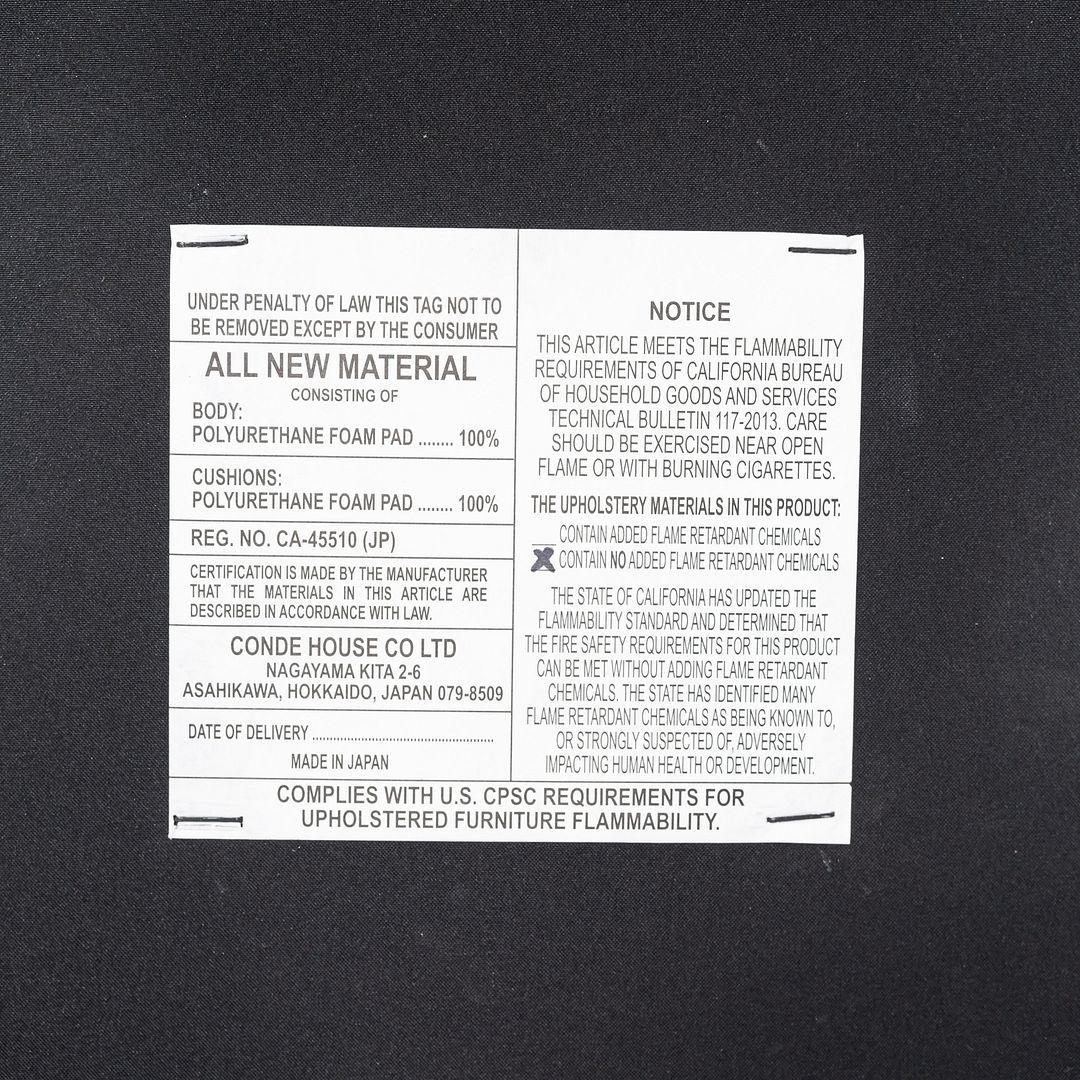 UNDER PENALTY OF LAW THIS TAG NOT TO
BE REMOVED EXCEPT BY THE CONSUMER
ALL NEW MATERIAL
CONSISTING OF
BODY:
POLYURETHANE FOAM PAD ........ 100%
CUSHIONS:
POLYURETHANE FOAM PAD ........ 100%
REG. NO. CA-45510 (JP)
CERTIFICATION IS MADE BY THE MANUFACTURER
THAT THE MATERIALS IN THIS ARTICLE ARE
DESCRIBED IN ACCORDANCE WITH LAW.
CONDE HOUSE CO LTD
NAGAYAMA KITA 2-6
ASAHIKAWA, HOKKAIDO, JAPAN 079-8509
DATE OF DELIVERY ....................................................
MADE IN JAPAN
NOTICE
THIS ARTICLE MEETS THE FLAMMABILITY
REQUIREMENTS OF CALIFORNIA BUREAU
OF HOUSEHOLD GOODS AND SERVICES
TECHNICAL BULLETIN 117-2013. CARE
SHOULD BE EXERCISED NEAR OPEN
FLAME OR WITH BURNING CIGARETTES.
THE UPHOLSTERY MATERIALS IN THIS PRODUCT:
___ CONTAIN ADDED FLAME RETARDANT CHEMICALS
X CONTAIN NO ADDED FLAME RETARDANT CHEMICALS
THE STATE OF CALIFORNIA HAS UPDATED THE
FLAMMABILITY STANDARD AND DETERMINED THAT
THE FIRE SAFETY REQUIREMENTS FOR THIS PRODUCT
CAN BE MET WITHOUT ADDING FLAME RETARDANT
CHEMICALS. THE STATE HAS IDENTIFIED MANY
FLAME RETARDANT CHEMICALS AS BEING KNOWN TO,
OR STRONGLY SUSPECTED OF, ADVERSELY
IMPACTING HUMAN HEALTH OR DEVELOPMENT.
COMPLIES WITH U.S. CPSC REQUIREMENTS FOR
UPHOLSTERED FURNITURE FLAMMABILITY.